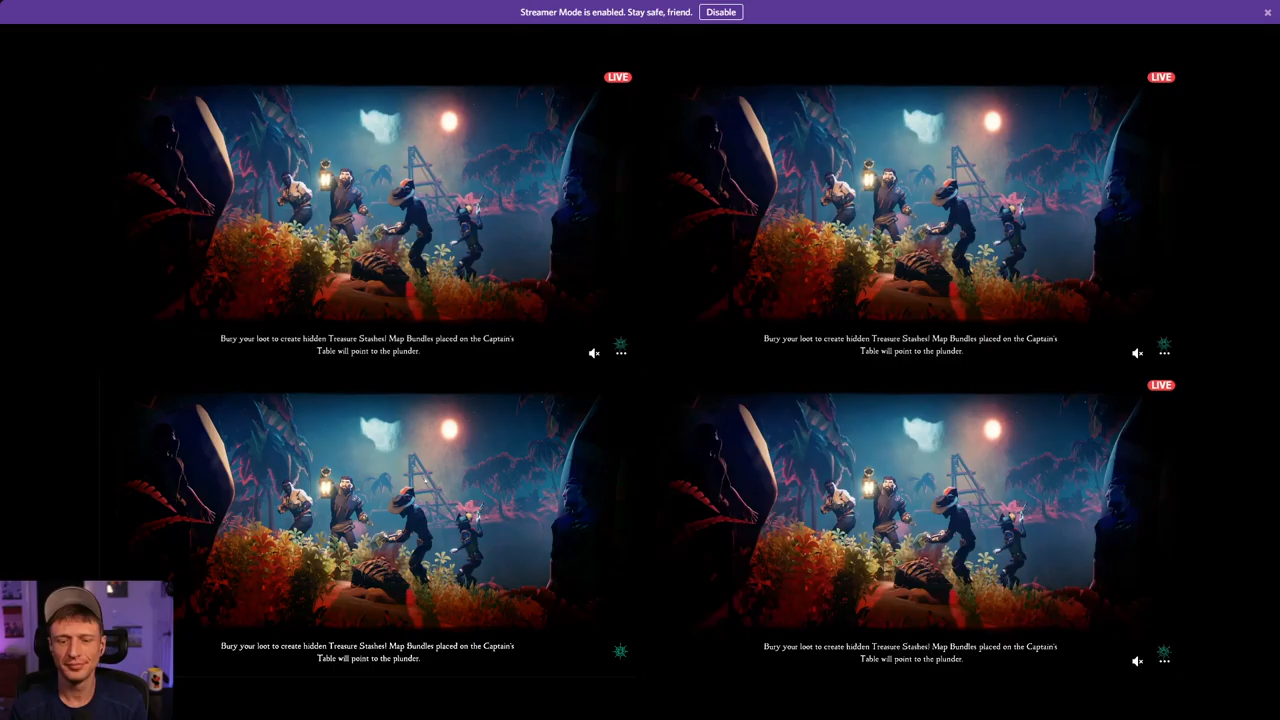 Streamer Mode is enabled. Stay safe, friend. Disable
LIVE
LIVE
Bury your loot to create hidden Treasure Stashes! Map Bundles placed on the Captain's
Table will point to the plunder.
Bury your loot to create hidden Treasure Stashes! Map Bundles placed on the Captain's
Table will point to the plunder.
LIVE
Bury your loot to create hidden Treasure Stashes! Map Bundles placed on the Captain's
Table will point to the plunder.
Bury your loot to create hidden Treasure Stashes! Map Bundles placed on the Captain's
Table will point to the plunder.